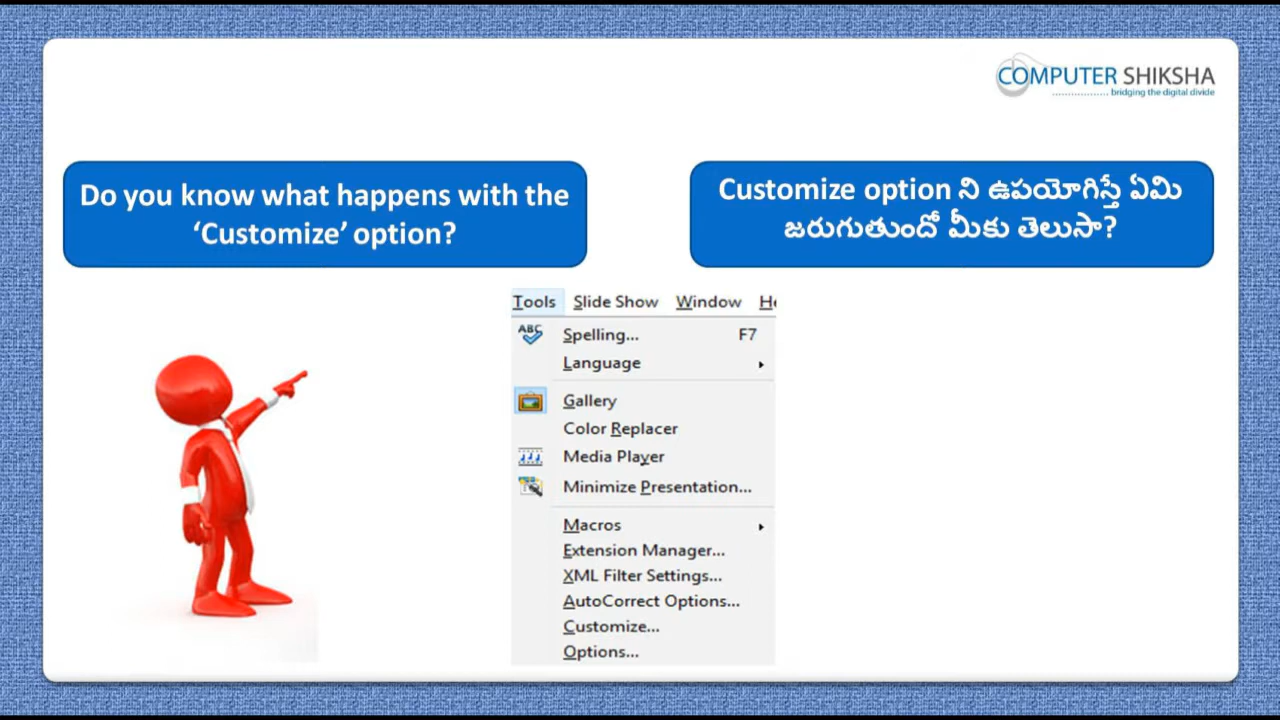 COMPUTER SHIKSHA
bridging the digital divide
Do you know what happens with the
‘Customize’ option?
Customize option ని ఉపయోగిస్తే ఏమి
జరుగుతుందో మీకు తెలుసా?
Tools Slide Show Window He
ABC Spelling... F7
Language
Gallery
Color Replacer
Media Player
Minimize Presentation...
Macros
Extension Manager...
XML Filter Settings...
AutoCorrect Options...
Customize...
Options...